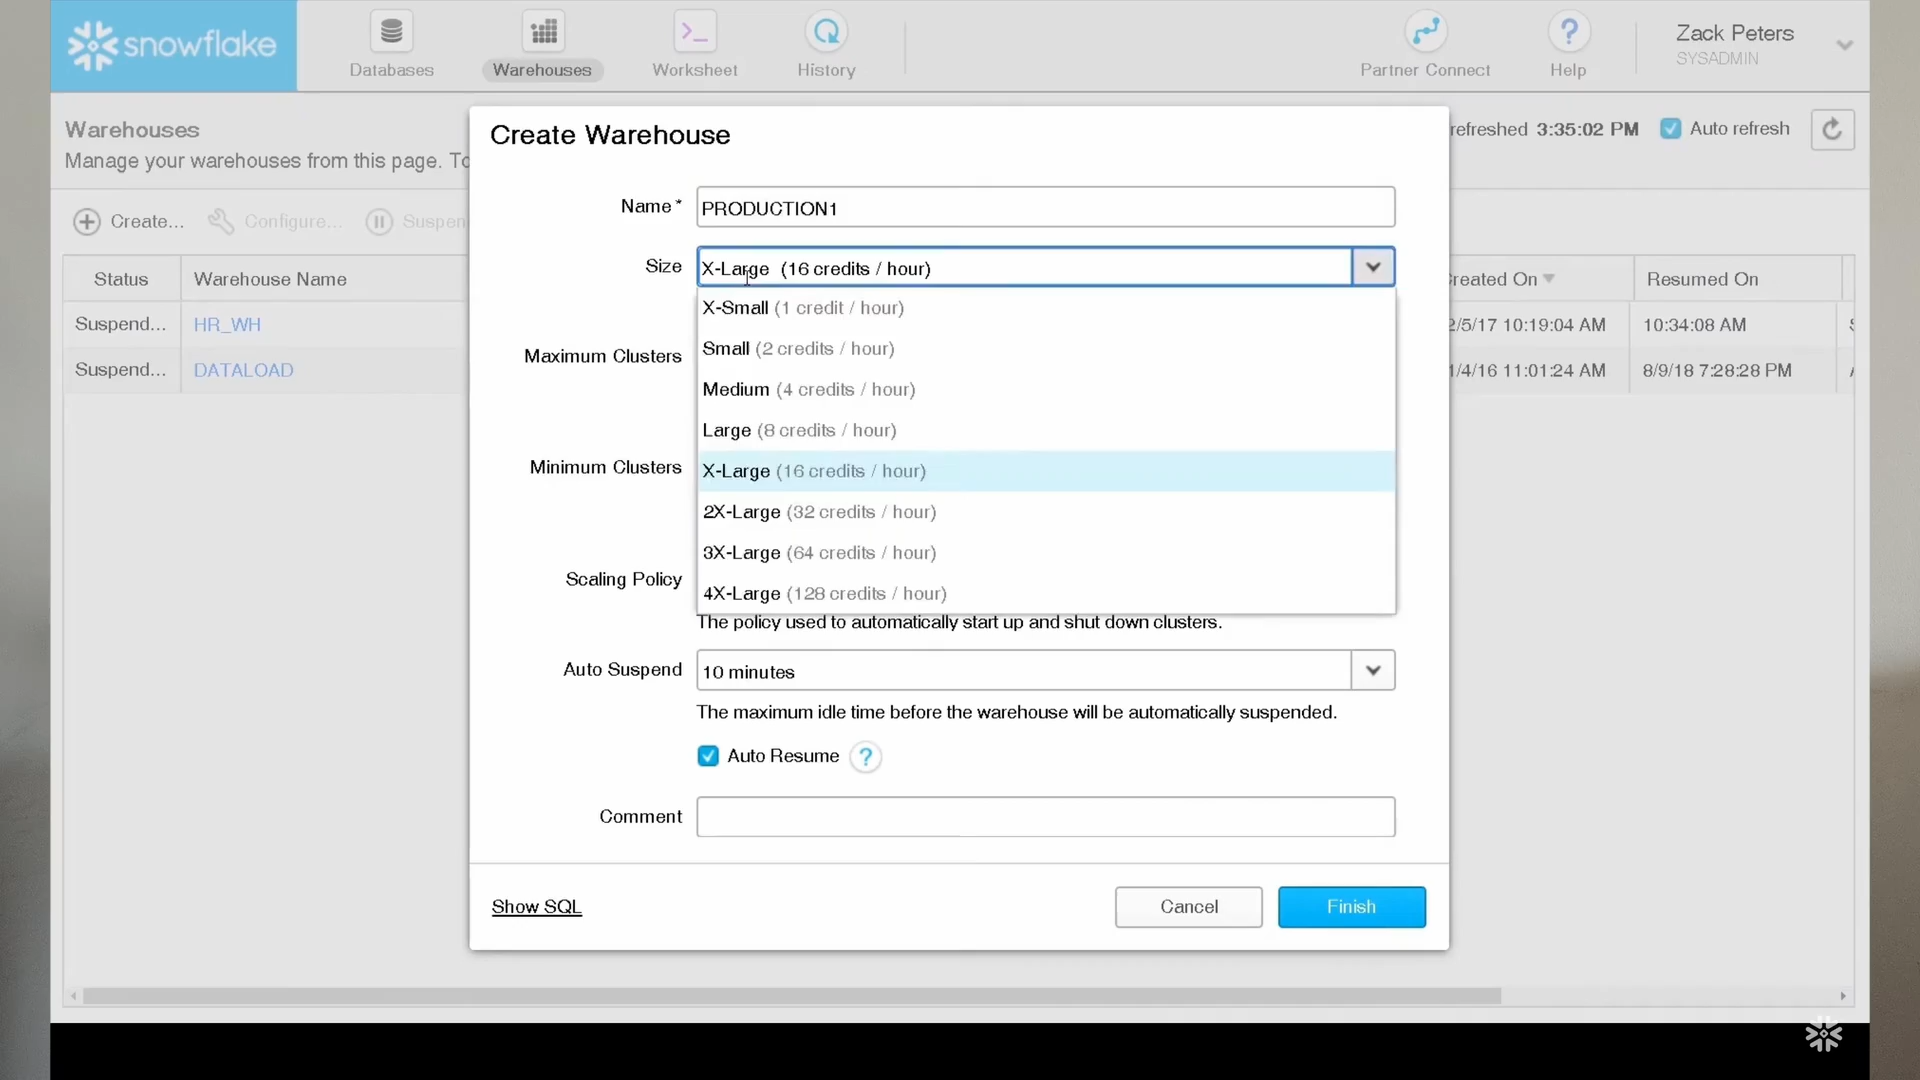 snowflake
Databases
Warehouses
Worksheet
History
Partner Connect
Help
Zack Peters
SYSADMIN
Warehouses
Manage your warehouses from this page. To
refreshed 3:35:02 PM
Auto refresh
Create...
Configure...
Suspen
Status
Warehouse Name
Created On
Resumed On
Suspend...
HR_WH
2/5/17 10:19:04 AM
10:34:08 AM
Suspend...
DATALOAD
1/4/16 11:01:24 AM
8/9/18 7:28:28 PM
Create Warehouse
Name*
PRODUCTION1
Size
X-Large (16 credits / hour)
X-Small (1 credit / hour)
Small (2 credits / hour)
Maximum Clusters
Medium (4 credits / hour)
Large (8 credits / hour)
Minimum Clusters
X-Large (16 credits / hour)
2X-Large (32 credits / hour)
3X-Large (64 credits / hour)
Scaling Policy
4X-Large (128 credits / hour)
The policy used to automatically start up and shut down clusters.
Auto Suspend
10 minutes
The maximum idle time before the warehouse will be automatically suspended.
Auto Resume ?
Comment
Show SQL
Cancel
Finish